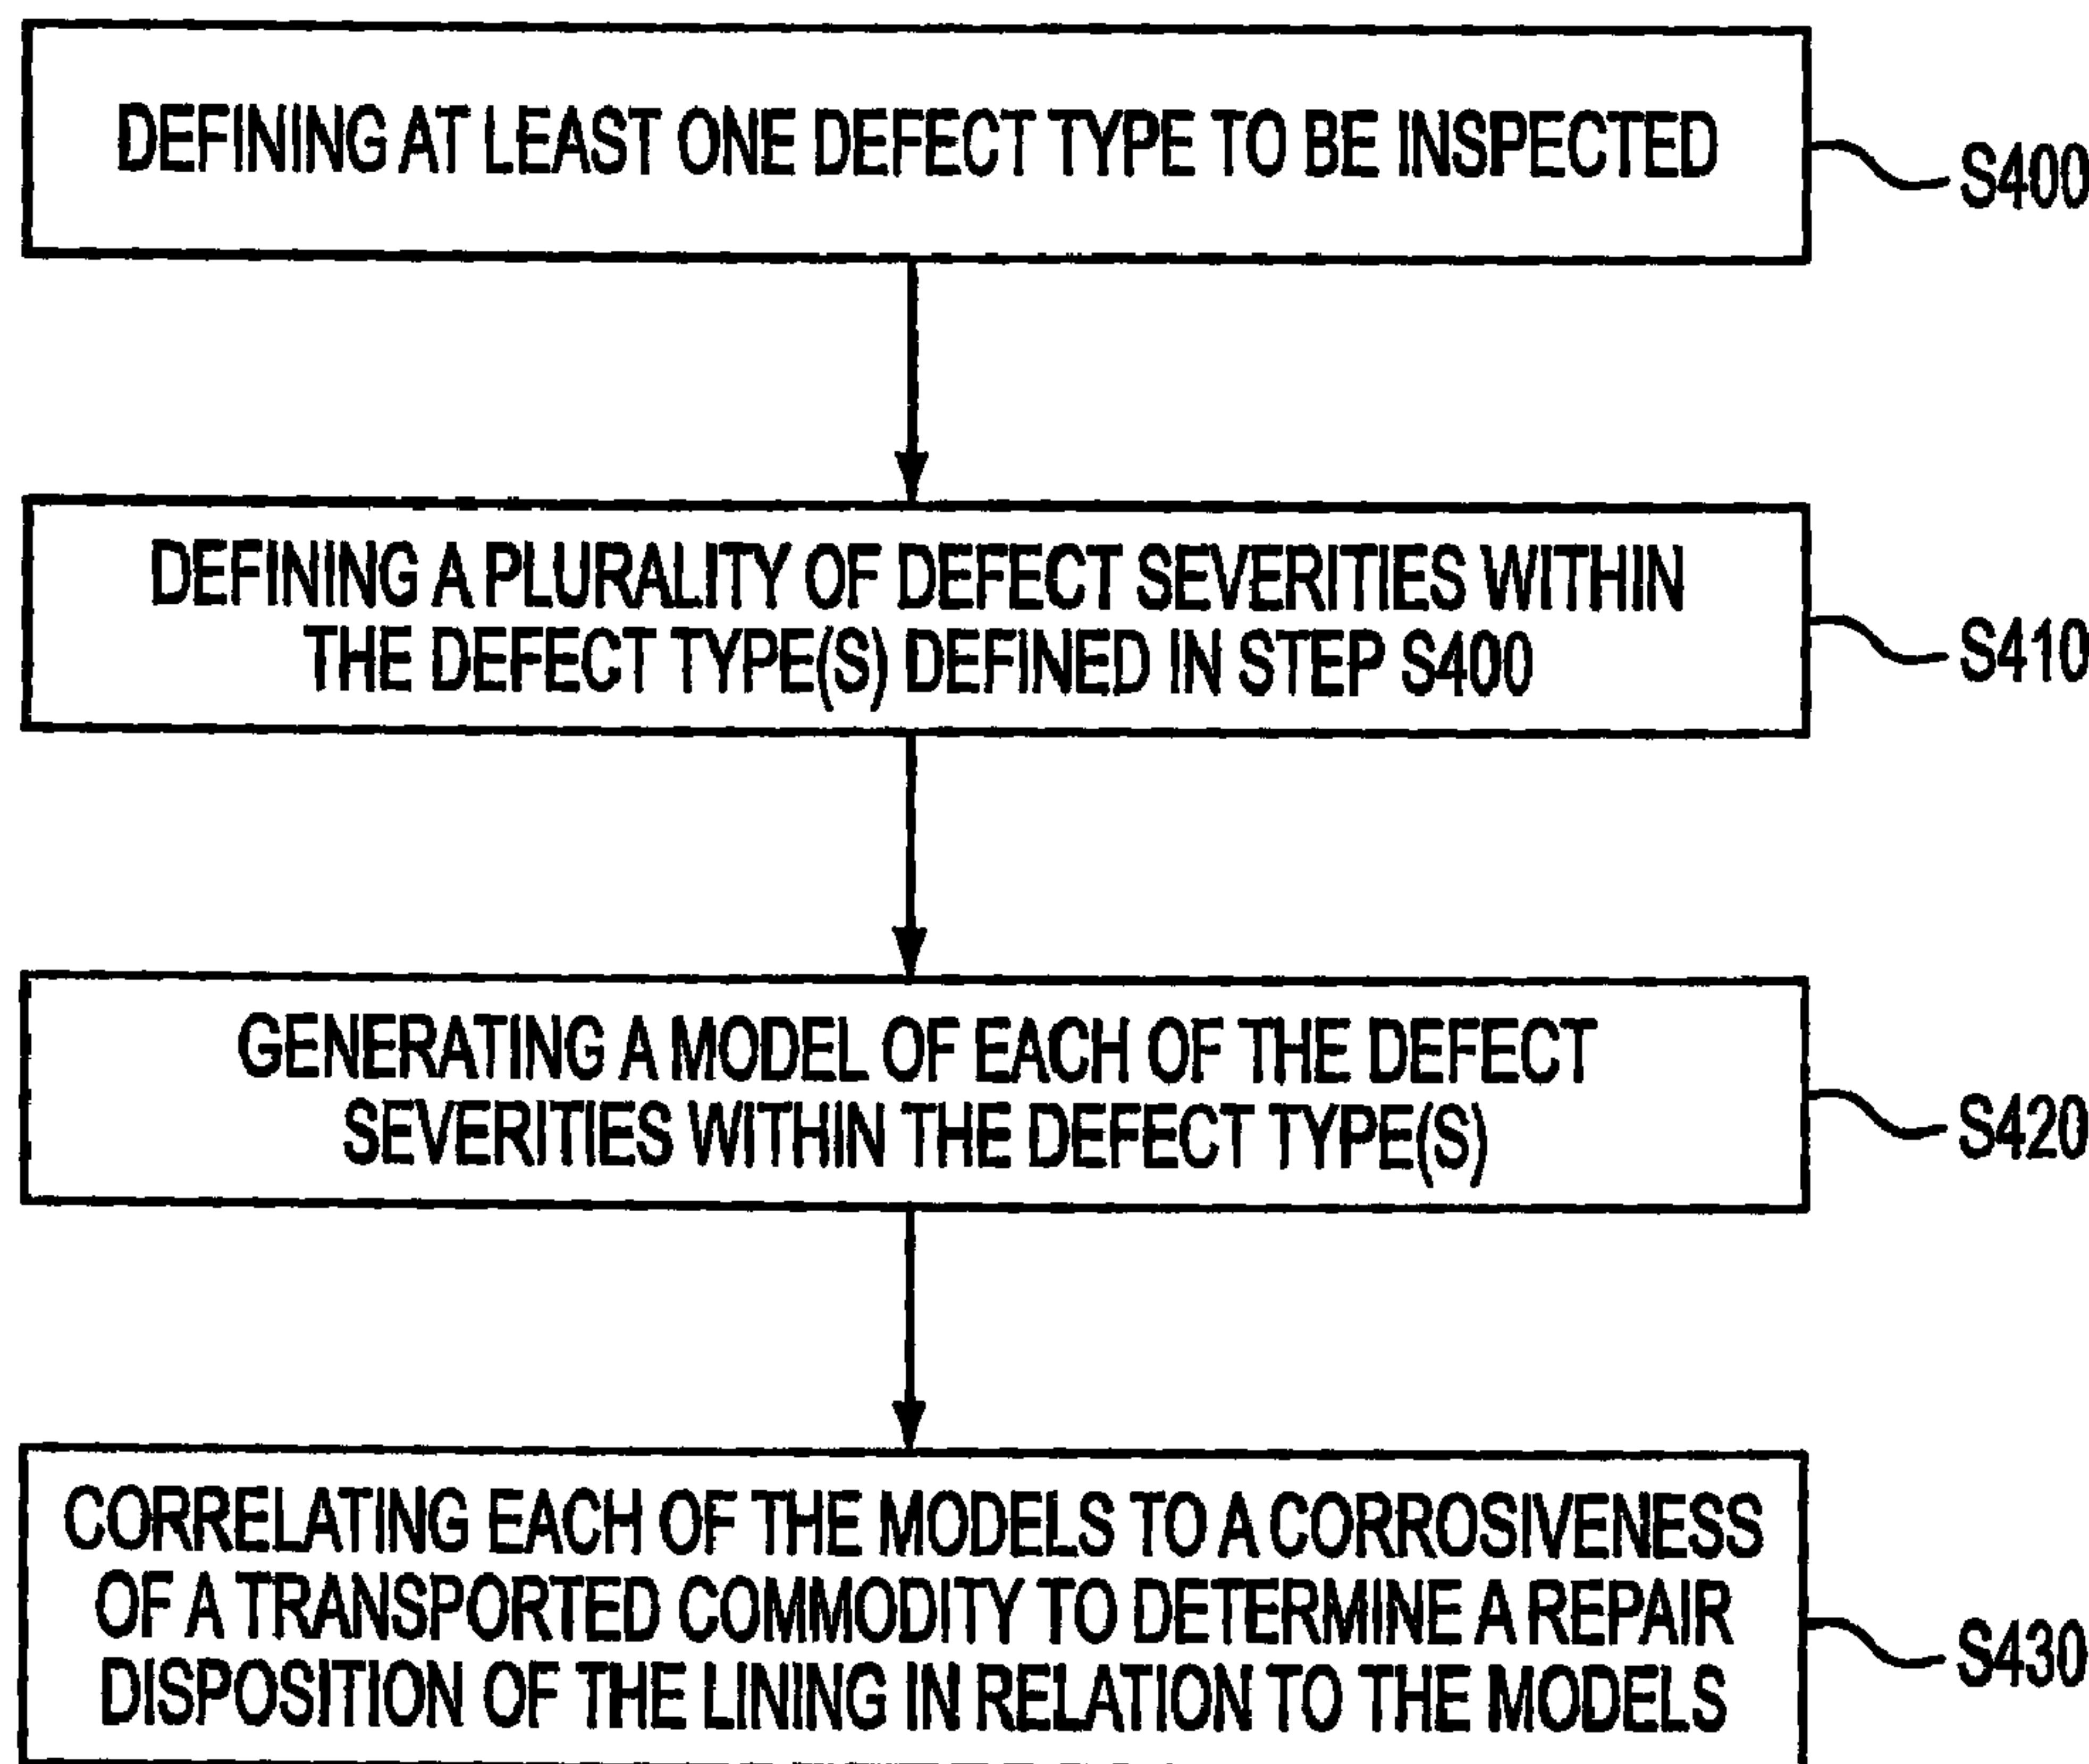 DEFINING AT LEAST ONE DEFECT TYPE TO BE INSPECTED
S400
DEFINING A PLURALITY OF DEFECT SEVERITIES WITHIN
THE DEFECT TYPE(S) DEFINED IN STEP S400
S410
GENERATING A MODEL OF EACH OF THE DEFECT
SEVERITIES WITHIN THE DEFECT TYPE(S)
S420
CORRELATING EACH OF THE MODELS TO A CORROSIVENESS
OF A TRANSPORTED COMMODITY TO DETERMINE A REPAIR
DISPOSITION OF THE LINING IN RELATION TO THE MODELS
S430